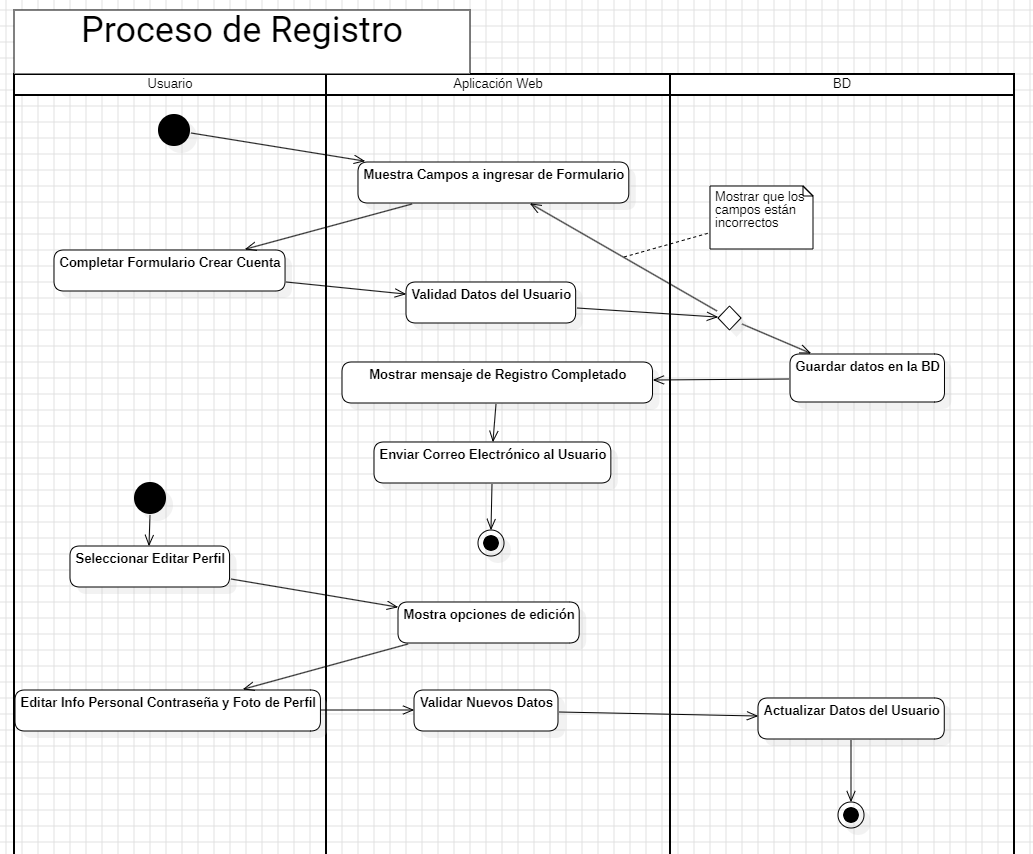 Proceso de Registro
Usuario
Aplicación Web
BD
Muestra Campos a ingresar de Formulario
Mostrar que los
campos están
incorrectos
Completar Formulario Crear Cuenta
Validad Datos del Usuario
Guardar datos en la BD
Mostrar mensaje de Registro Completado
Enviar Correo Electrónico al Usuario
Seleccionar Editar Perfil
Mostra opciones de edición
Editar Info Personal Contraseña y Foto de Perfil
Validar Nuevos Datos
Actualizar Datos del Usuario